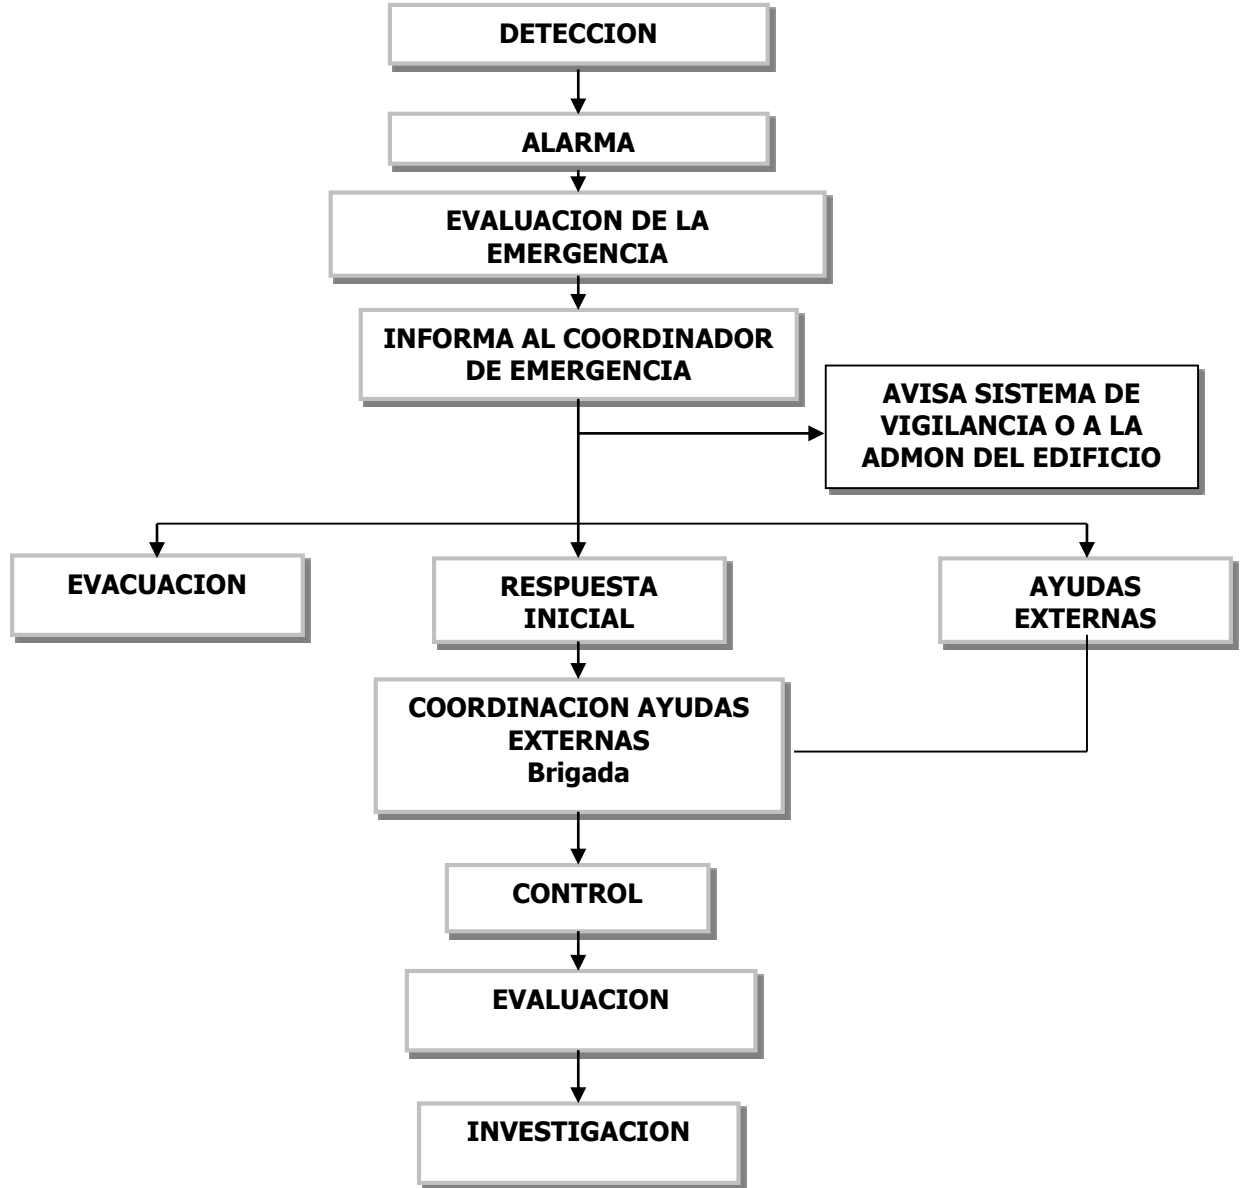 DETECCION
ALARMA
EVALUACION DE LA
EMERGENCIA
INFORMA AL COORDINADOR
DE EMERGENCIA
AVISA SISTEMA DE
VIGILANCIA O A LA
ADMON DEL EDIFICIO
EVACUACION
RESPUESTA
INICIAL
AYUDAS
EXTERNAS
COORDINACION AYUDAS
EXTERNAS
Brigada
CONTROL
EVALUACION
INVESTIGACION